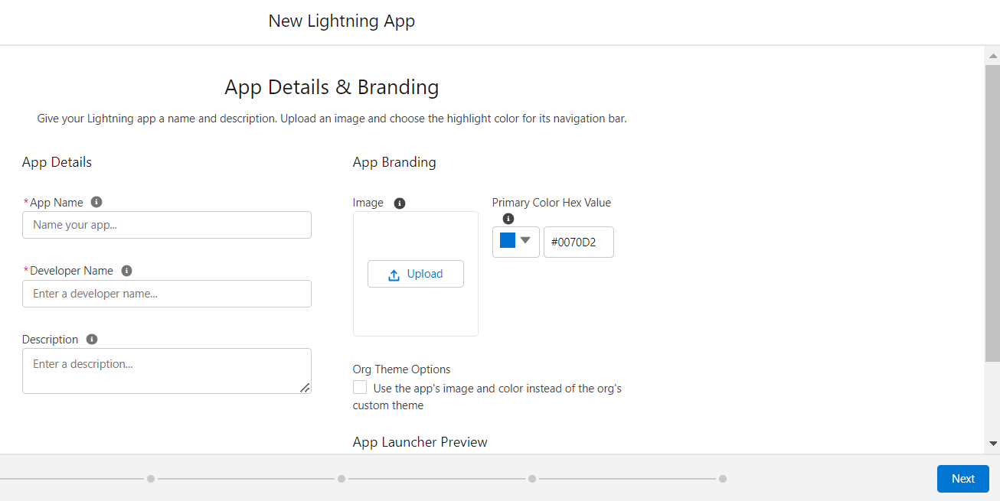 New Lightning App
App Details & Branding
Give your Lightning app a name and description. Upload an image and choose the highlight color for its navigation bar.
App Details
*App Name
Name your app...
*Developer Name
Enter a developer name...
Description
Enter a description...
App Branding
Image
Upload
Primary Color Hex Value
#0070D2
Org Theme Options
Use the app's image and color instead of the org's
custom theme
App Launcher Preview
Next